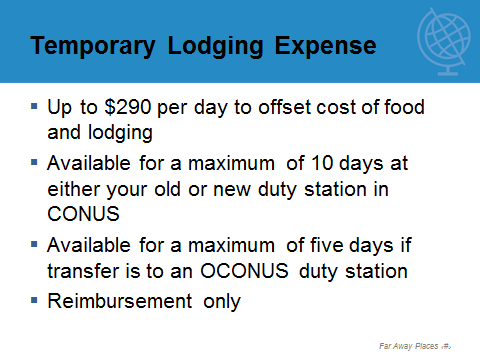 Temporary Lodging Expense
▪ Up to $290 per day to offset cost of food
and lodging
▪ Available for a maximum of 10 days at
either your old or new duty station in
CONUS
▪ Available for a maximum of five days if
transfer is to an OCONUS duty station
▪ Reimbursement only
Far Away Places ‹#›